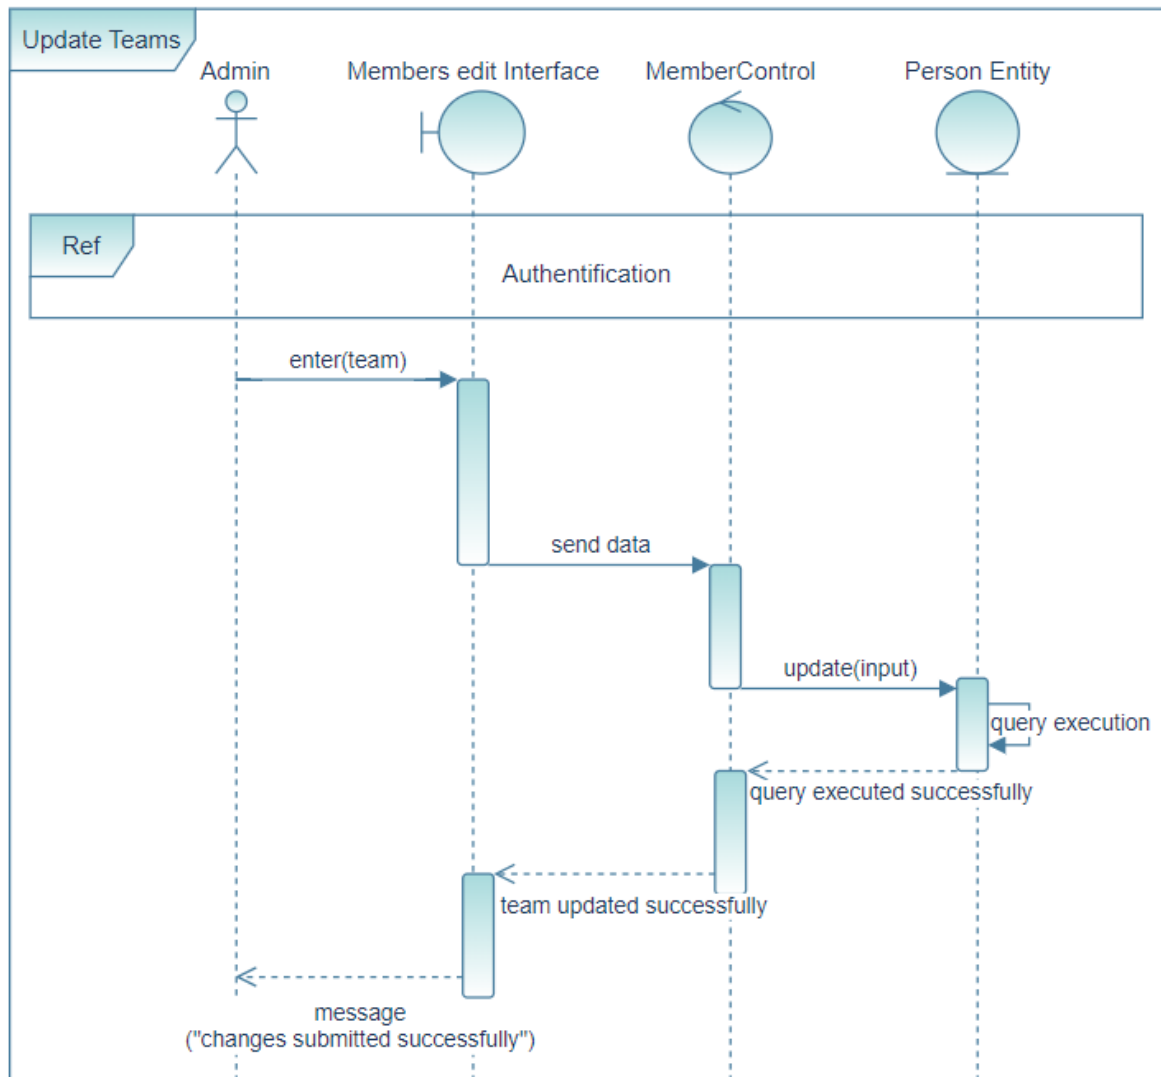 Update Teams
Admin
Members edit Interface
MemberControl
Person Entity
Ref
Authentification
enter(team)
send data
update(input)
query execution
query executed successfully
team updated successfully
message
("changes submitted successfully")